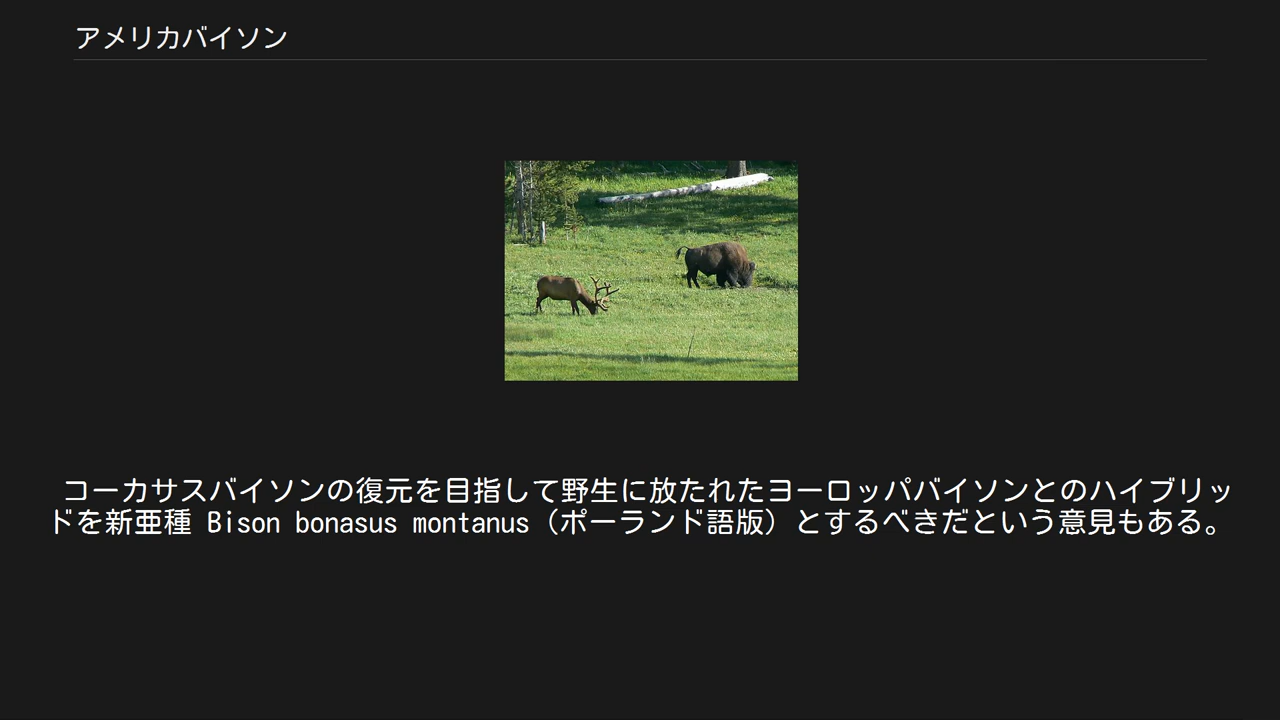 アメリカバイソン
コーカサスバイソンの復元を目指して野生に放たれたヨーロッパバイソンとのハイブリッ
ドを新亜種 Bison bonasus montanus（ポーランド語版）とするべきだという意見もある。